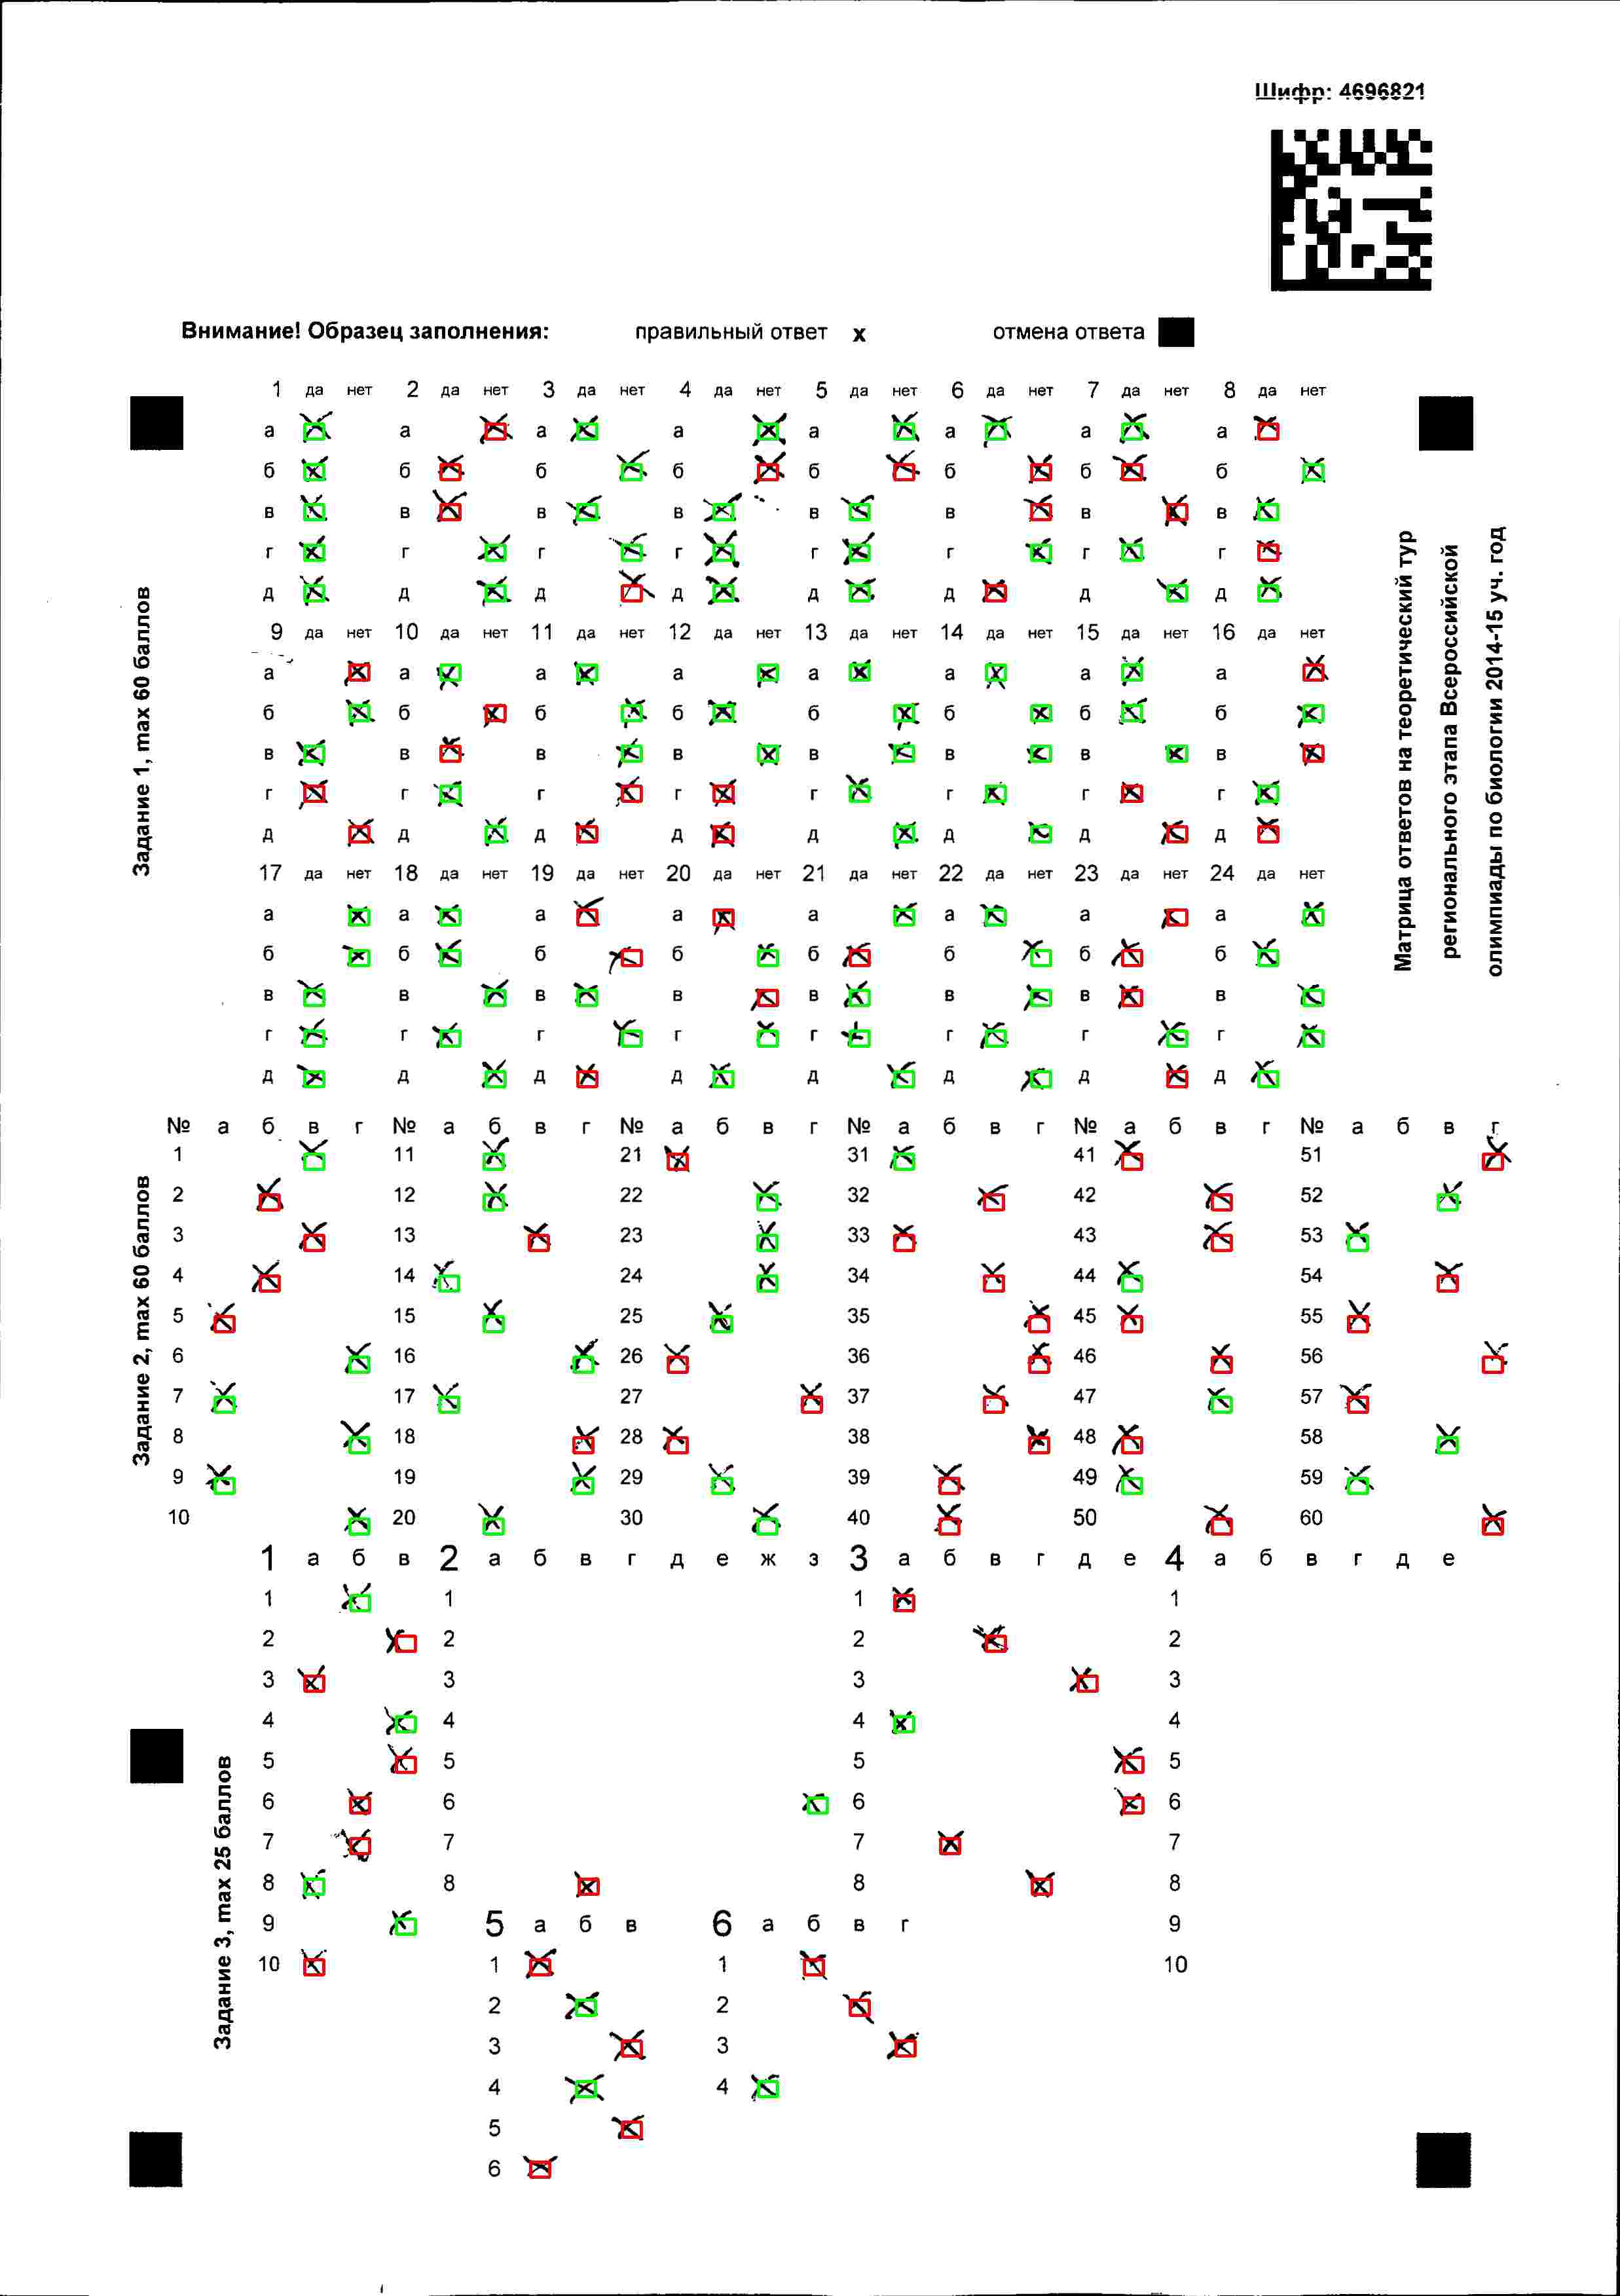 Шифр: 4696821
Внимание! Образец заполнения: правильный ответ х отмена ответа
1 да нет 2 да нет 3 да нет 4 да нет 5 да нет 6 да нет 7 да нет 8 да нет
а а а а а а а а
б б б б б б б б
в в в в в в в в
г г г г г г г г
д д д д д д д д
9 да нет 10 да нет 11 да нет 12 да нет 13 да нет 14 да нет 15 да нет 16 да нет
а а а а а а а а
б б б б б б б б
в в в в в в в в
г г г г г г г г
д д д д д д д д
17 да нет 18 да нет 19 да нет 20 да нет 21 да нет 22 да нет 23 да нет 24 да нет
а а а а а а а а
б б б б б б б б
в в в в в в в в
г г г г г г г г
д д д д д д д д
Задание 1, max 60 баллов
Матрица ответов на теоретический тур
регионального этапа Всероссийской
олимпиады по биологии 2014-15 уч. год
№ а б в г № а б в г № а б в г № а б в г № а б в г № а б в г
1 11 21 31 41 51
2 12 22 32 42 52
3 13 23 33 43 53
4 14 24 34 44 54
5 15 25 35 45 55
6 16 26 36 46 56
7 17 27 37 47 57
8 18 28 38 48 58
9 19 29 39 49 59
10 20 30 40 50 60
Задание 2, max 60 баллов
1 а б в 2 а б в г д е ж з 3 а б в г д е 4 а б в г д е
1 1 1 1
2 2 2 2
3 3 3 3
4 4 4 4
5 5 5 5
6 6 6 6
7 7 7 7
8 8 8 8
9 5 а б в 6 а б в г 9
10 1 1 10
2 2
3 3
4 4
5
6
Задание 3, max 25 баллов